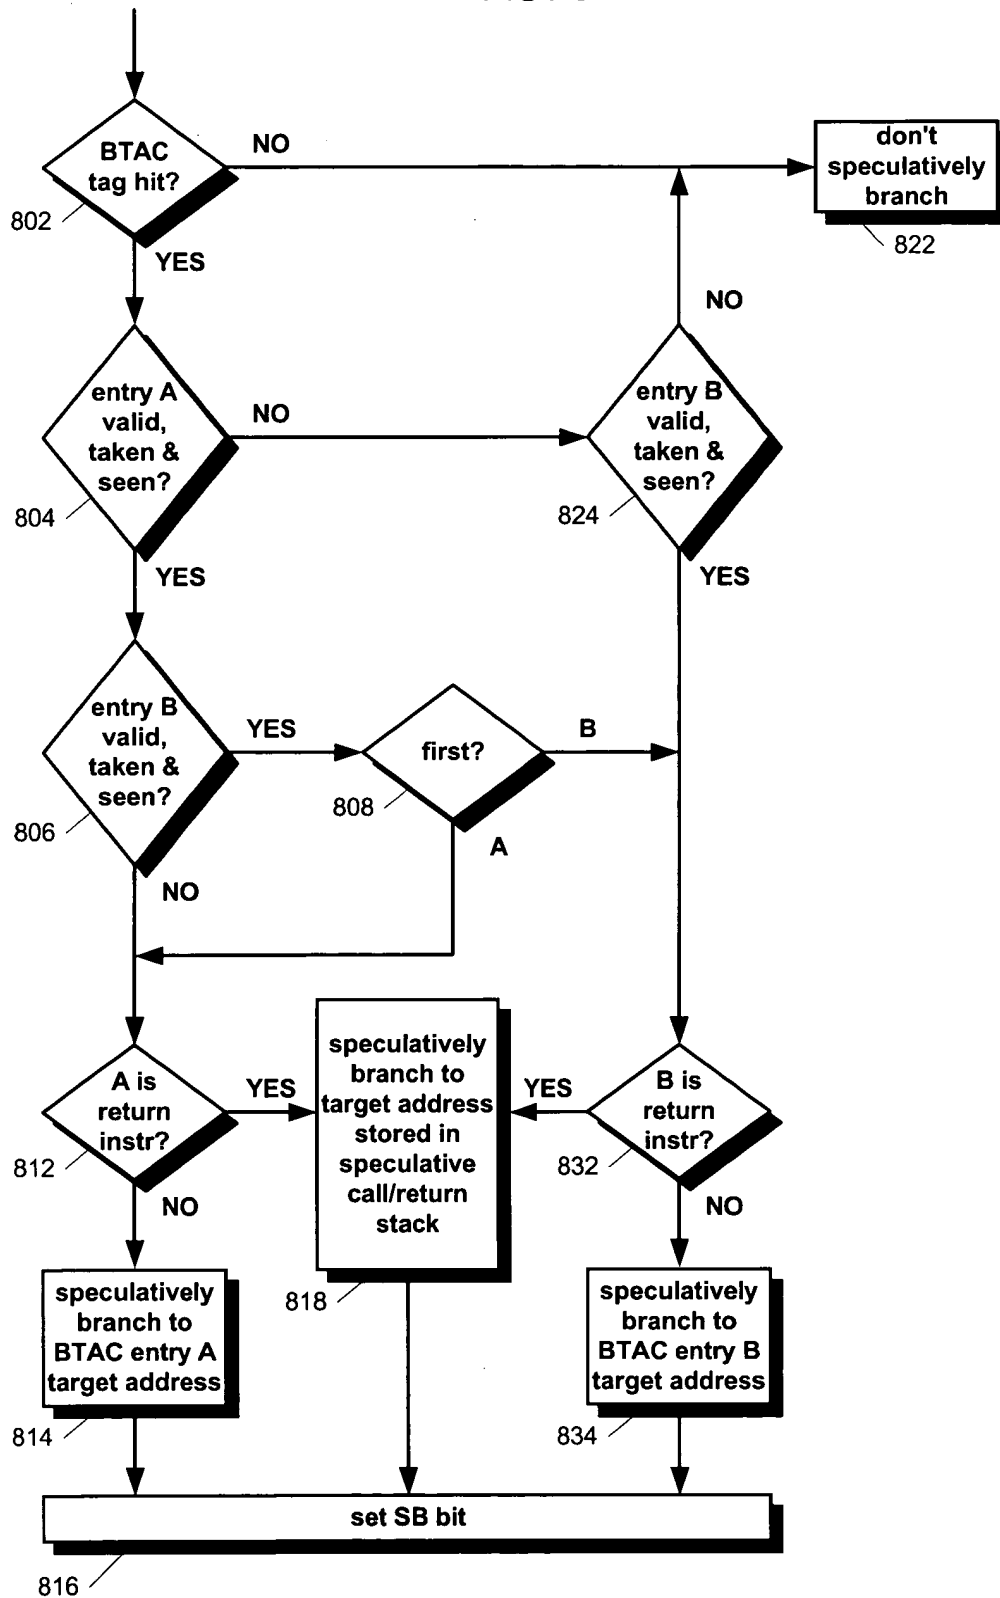 BTAC
tag hit?
NO
802
YES
don't
speculatively
branch
822
NO
entry A
valid,
taken &
seen?
NO
804
YES
entry B
valid,
taken &
seen?
824
YES
entry B
valid,
taken &
seen?
YES
806
NO
first?
B
808
A
A is
return
instr?
YES
812
NO
speculatively
branch to
target address
stored in
speculative
call/return
stack
818
YES
B is
return
instr?
832
NO
speculatively
branch to
BTAC entry A
target address
814
speculatively
branch to
BTAC entry B
target address
834
set SB bit
816